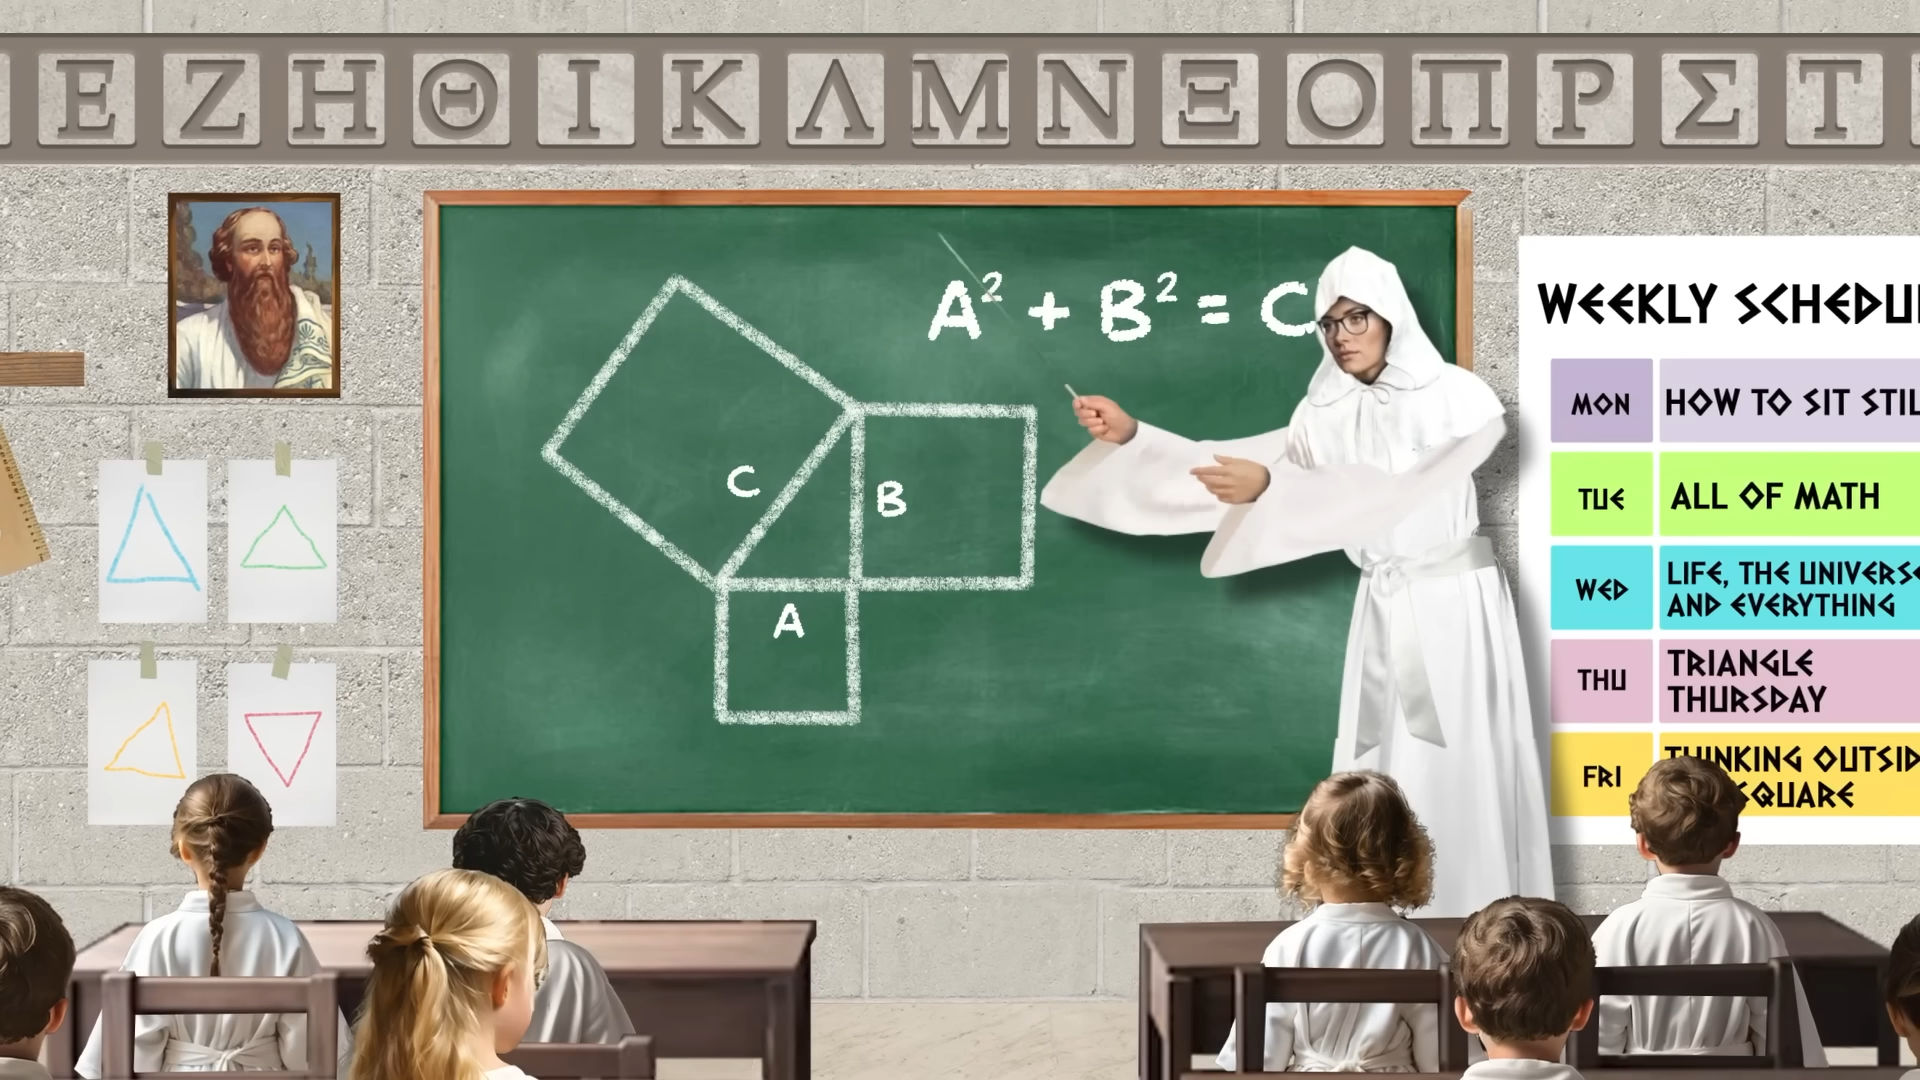 Ε Ζ Η Θ Ι Κ Λ Μ Ν Ξ Ο Π Ρ Σ Τ
A² + B² = C
C
B
A
WEEKLY SCHEDU
MON HOW TO SIT STIL
TUE ALL OF MATH
WED LIFE, THE UNIVERSE
AND EVERYTHING
THU TRIANGLE
THURSDAY
FRI THINKING OUTSID
SQUARE